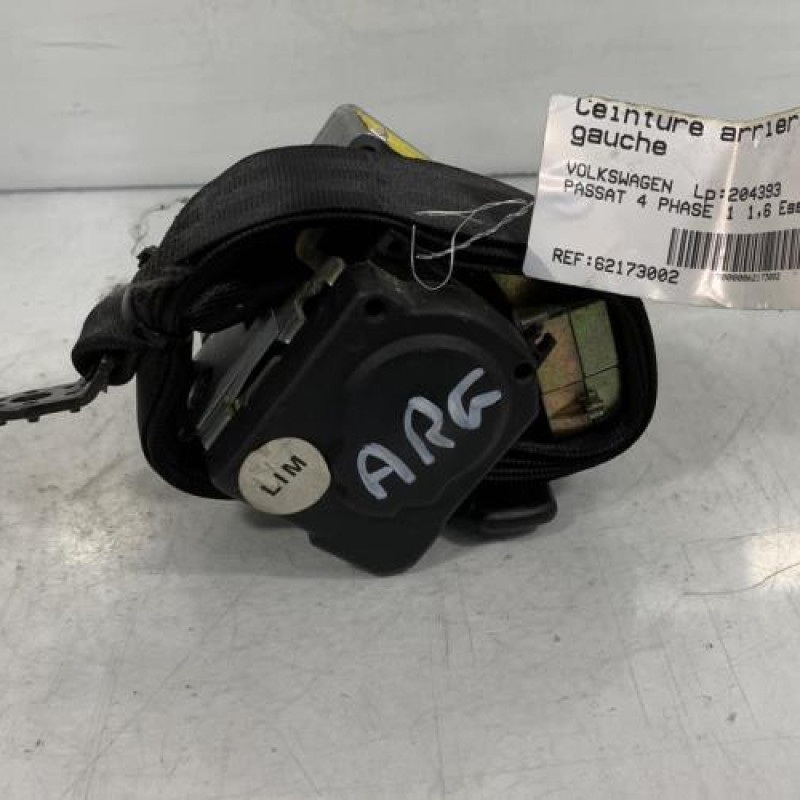 Ceinture arrier
gauche
VOLKSWAGEN Lp:204393
PASSAT 4 PHASE 1 1,6 Ess
REF:62173002
ARG
LIM